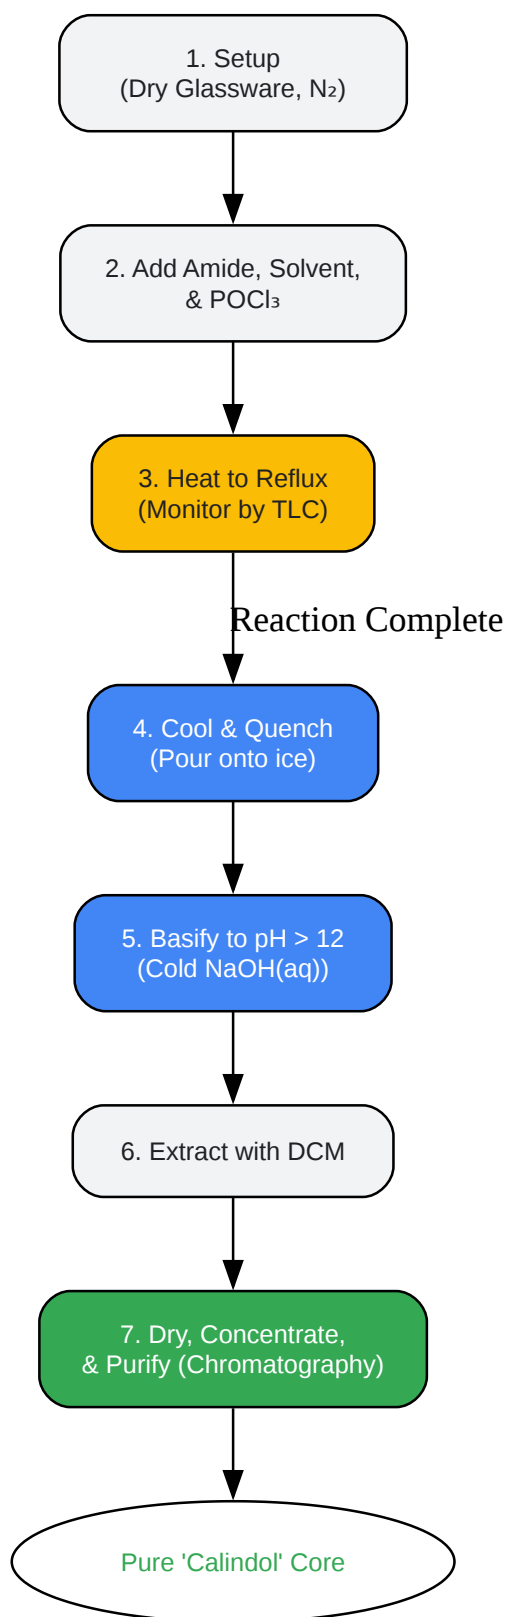 1. Setup
(Dry Glassware, N₂)
2. Add Amide, Solvent,
& POCl₃
3. Heat to Reflux
(Monitor by TLC)
Reaction Complete
4. Cool & Quench
(Pour onto ice)
5. Basify to pH > 12
(Cold NaOH(aq))
6. Extract with DCM
7. Dry, Concentrate,
& Purify (Chromatography)
Pure 'Calindol' Core